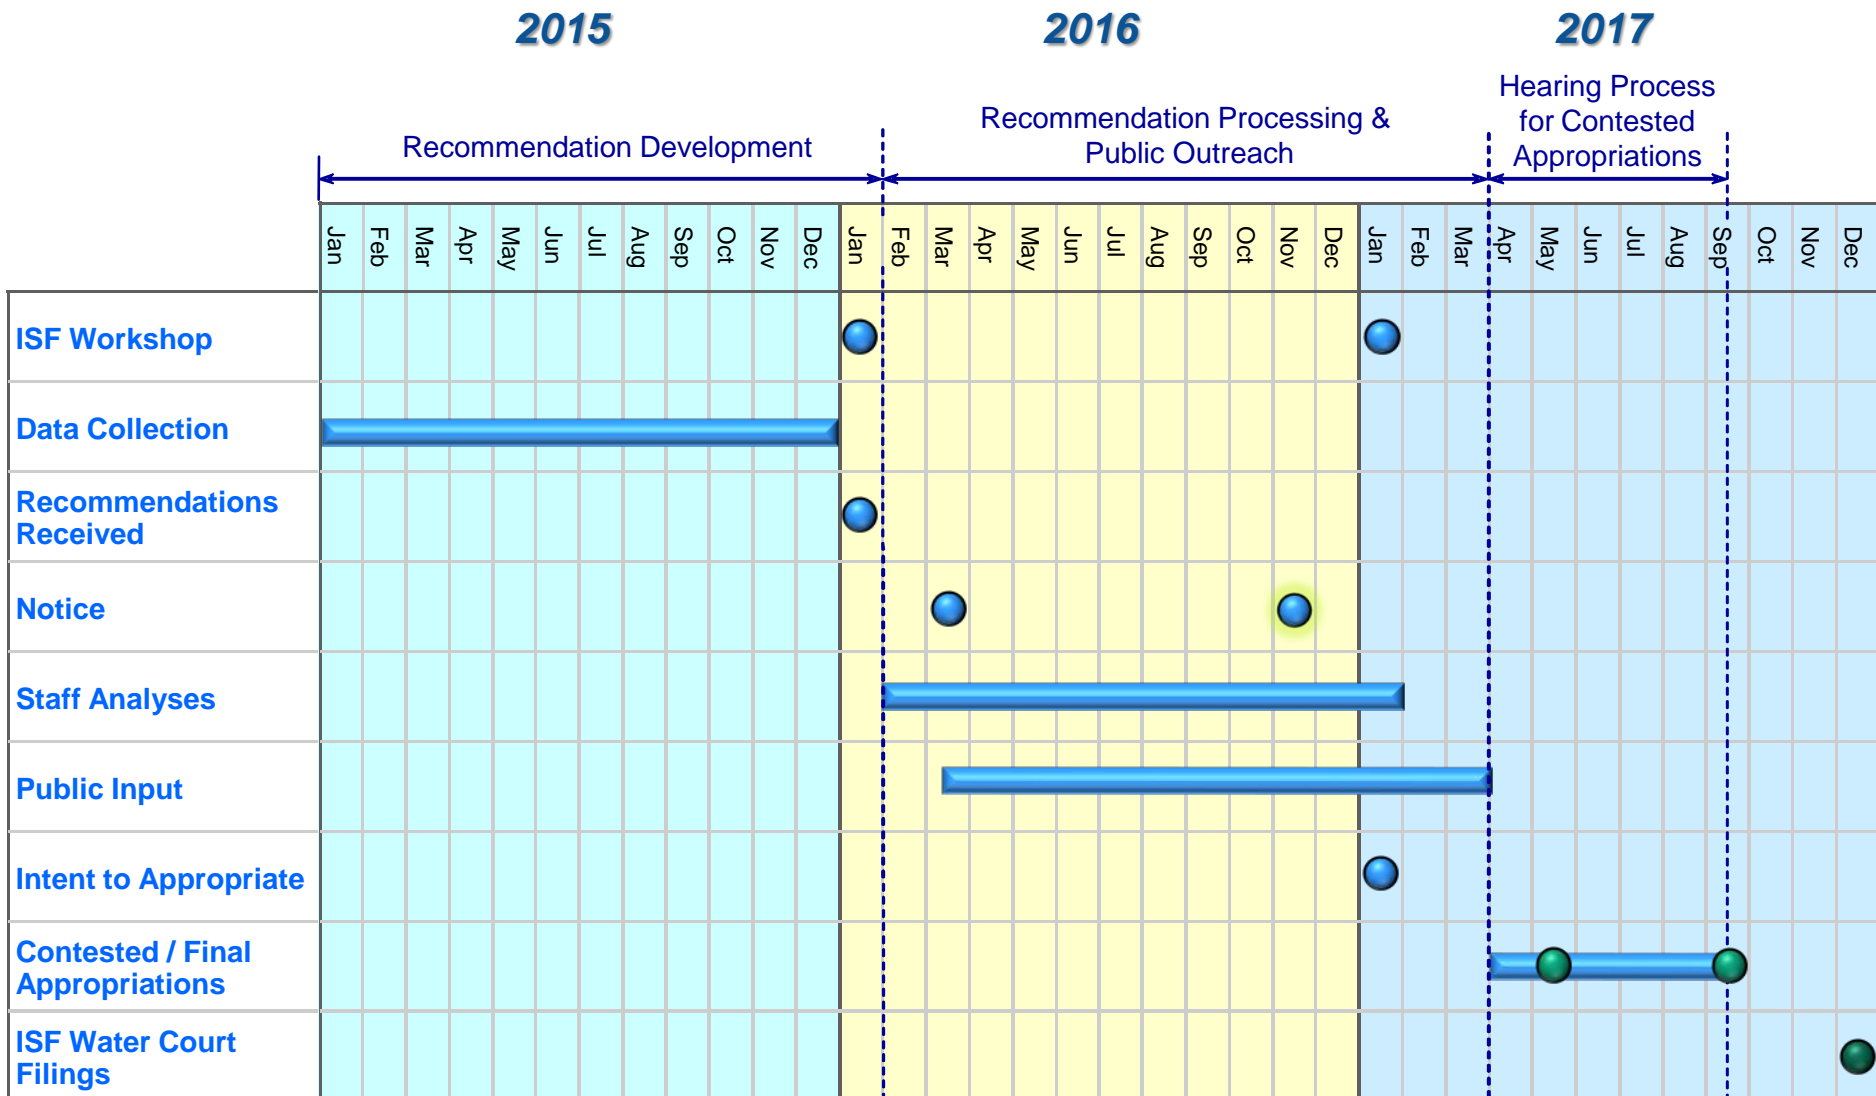 2015
2016
2017
Recommendation Development
Recommendation Processing &
Public Outreach
Hearing Process
for Contested
Appropriations
Jan
Feb
Mar
Apr
May
Jun
Jul
Aug
Sep
Oct
Nov
Dec
Jan
Feb
Mar
Apr
May
Jun
Jul
Aug
Sep
Oct
Nov
Dec
Jan
Feb
Mar
Apr
May
Jun
Jul
Aug
Sep
Oct
Nov
Dec
ISF Workshop
Data Collection
Recommendations
Received
Notice
Staff Analyses
Public Input
Intent to Appropriate
Contested / Final
Appropriations
ISF Water Court
Filings